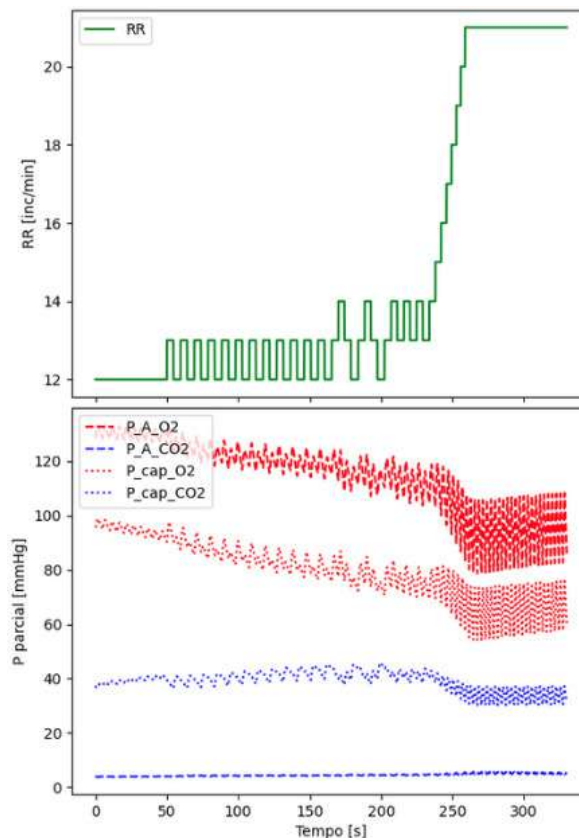 RR
20
18
16
14
12
RR [inc/min]
P_A_O2
P_A_CO2
P_cap_O2
P_cap_CO2
120
100
80
60
40
20
0
P parcial [mmHg]
0 50 100 150 200 250 300
Tempo [s]